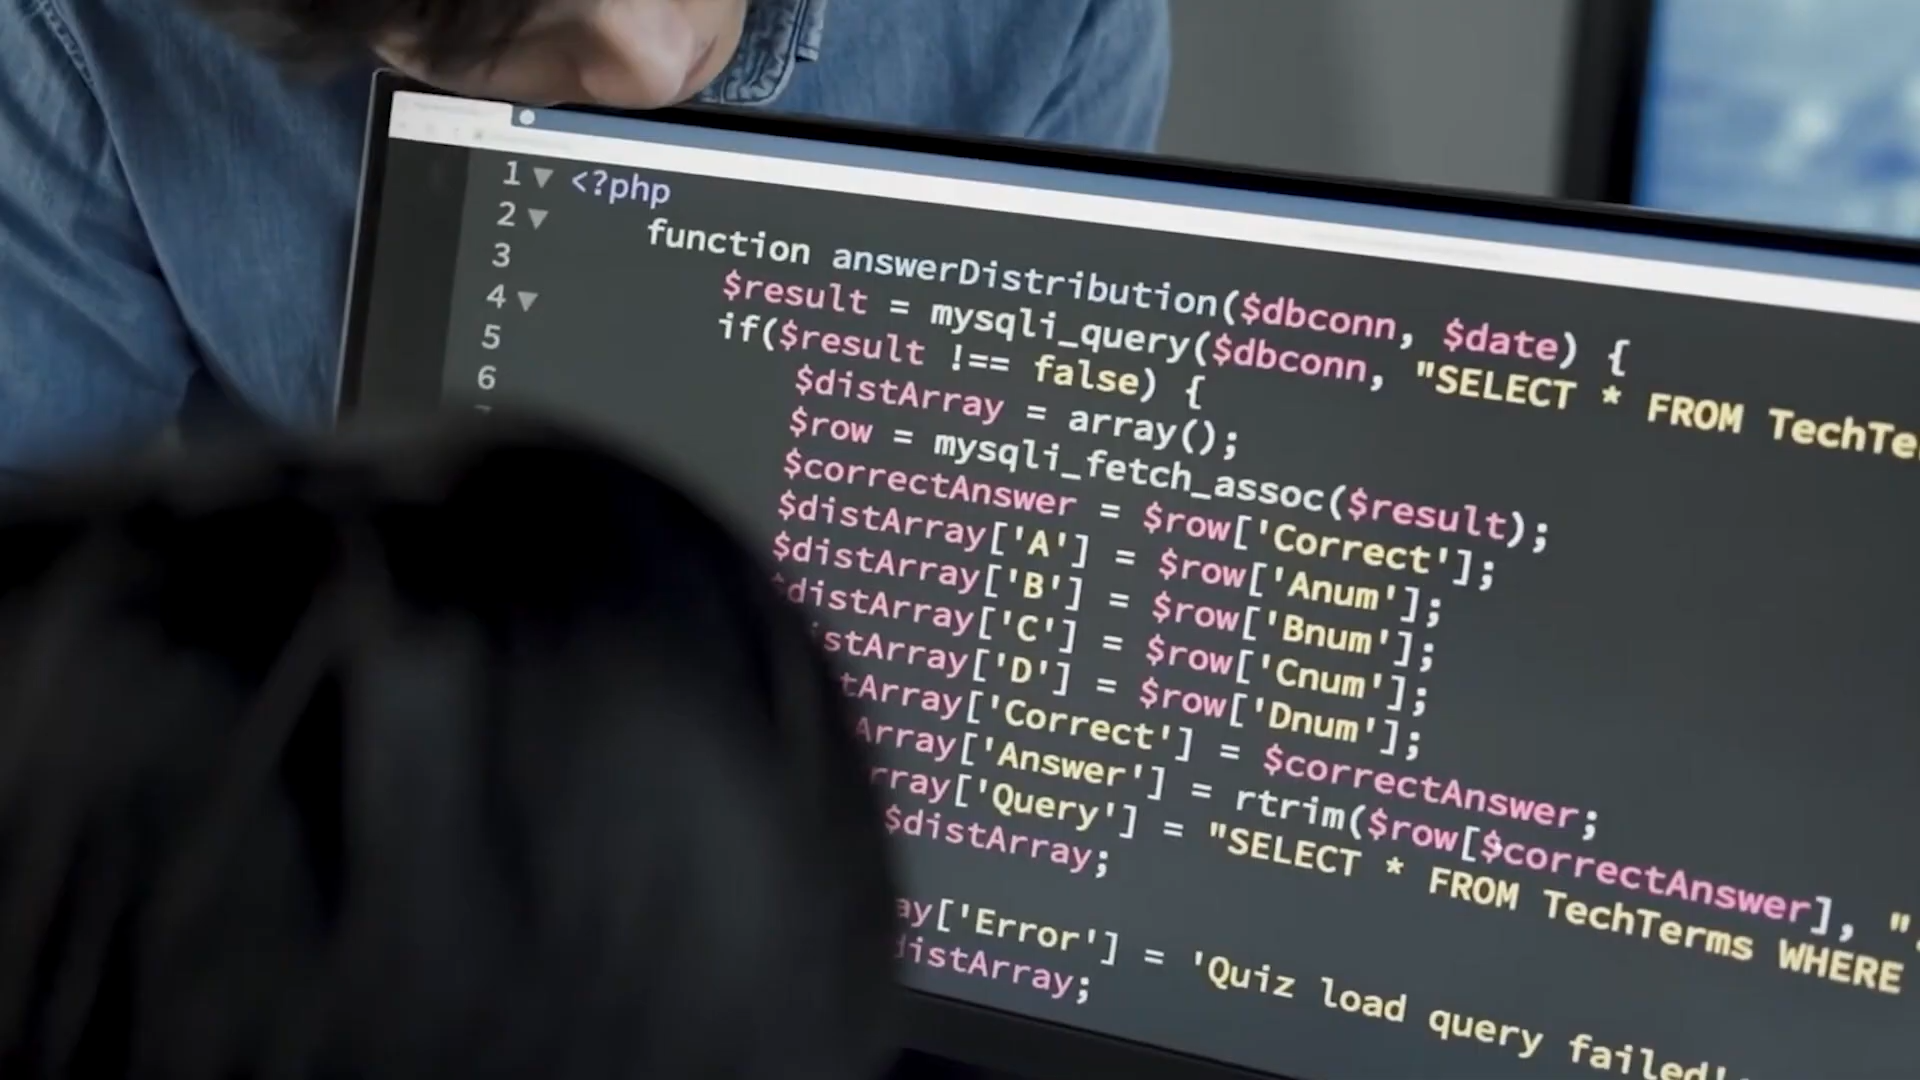 1 <?php
2 function answerDistribution($dbconn, $date) {
3 $result = mysqli_query($dbconn, "SELECT * FROM
4 if($result !== false) {
5 $distArray = array();
6 $row = mysqli_fetch_assoc($result);
$correctAnswer = $row['Correct'];
$distArray['A'] = $row['Anum'];
$distArray['B'] = $row['Bnum'];
distArray['C'] = $row['Cnum'];
istArray['D'] = $row['Dnum'];
tArray['Correct'] = $correctAnswer;
Array['Answer'] = rtrim($row[$correctAnswer], "
rray['Query'] = "SELECT * FROM TechTerms WHERE
$distArray;
ay['Error'] = 'Quiz load query failed!
distArray;